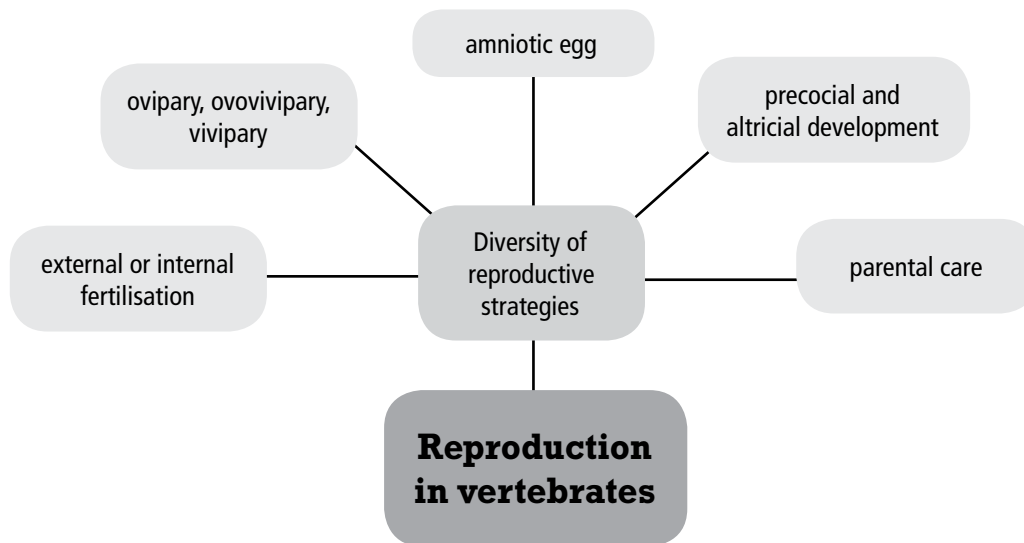 amniotic egg
ovipary, ovovivipary,
vivipary
precocial and
altricial development
external or internal
fertilisation
Diversity of
reproductive
strategies
parental care
Reproduction
in vertebrates